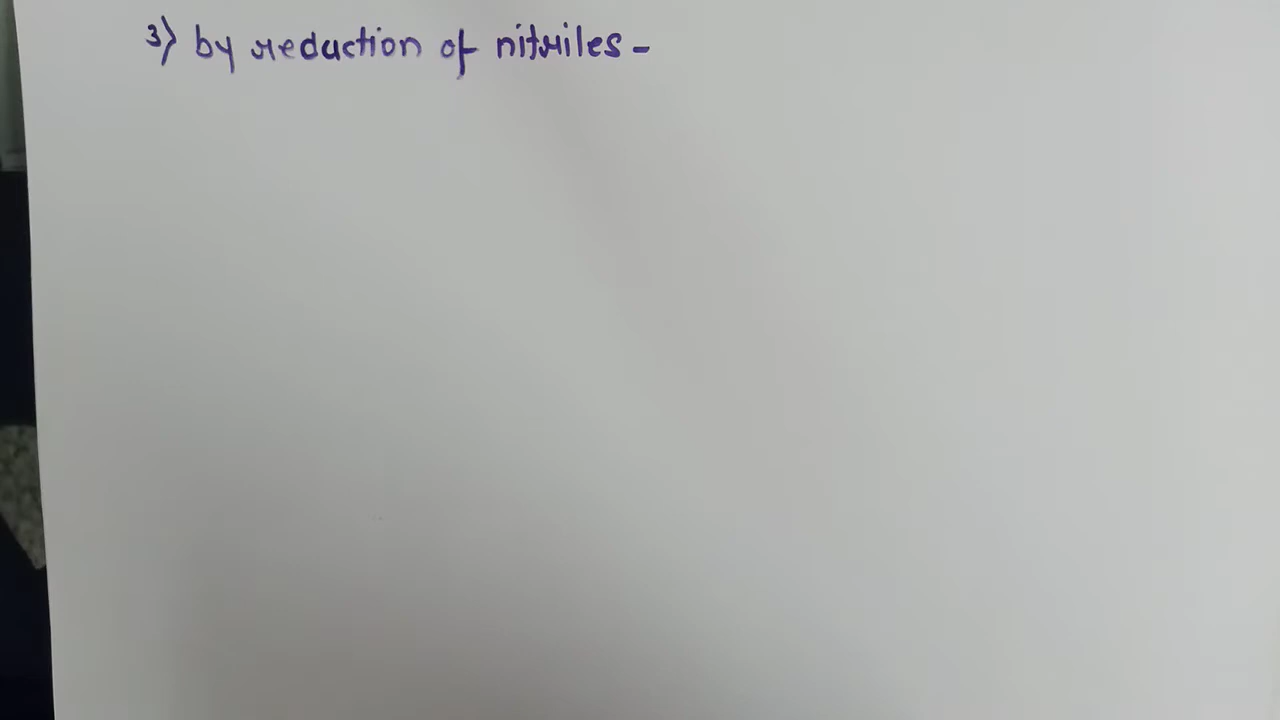 3) by reduction of nitriles -